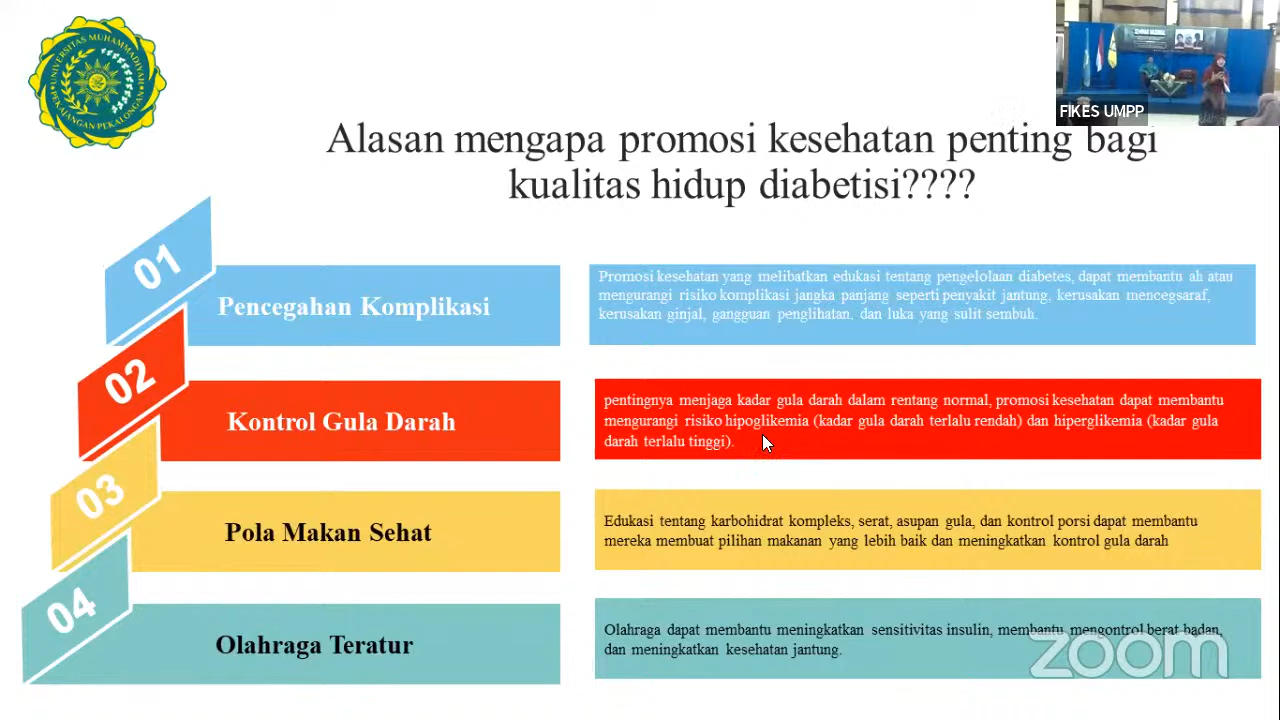 UNIVERSITAS MUHAMMADIYAH
PEKAJANGAN PEKALONGAN
FIKES UMPP
Alasan mengapa promosi kesehatan penting bagi
kualitas hidup diabetisi????
01
Pencegahan Komplikasi
Promosi kesehatan yang melibatkan edukasi tentang pengelolaan diabetes, dapat membantu ah atau
mengurangi risiko komplikasi jangka panjang seperti penyakit jantung, kerusakan mencegsaraf,
kerusakan ginjal, gangguan penglihatan, dan luka yang sulit sembuh.
02
Kontrol Gula Darah
pentingnya menjaga kadar gula darah dalam rentang normal, promosi kesehatan dapat membantu
mengurangi risiko hipoglikemia (kadar gula darah terlalu rendah) dan hiperglikemia (kadar gula
darah terlalu tinggi).
03
Pola Makan Sehat
Edukasi tentang karbohidrat kompleks, serat, asupan gula, dan kontrol porsi dapat membantu
mereka membuat pilihan makanan yang lebih baik dan meningkatkan kontrol gula darah
04
Olahraga Teratur
Olahraga dapat membantu meningkatkan sensitivitas insulin, membantu mengontrol berat badan,
dan meningkatkan kesehatan jantung.
zoom